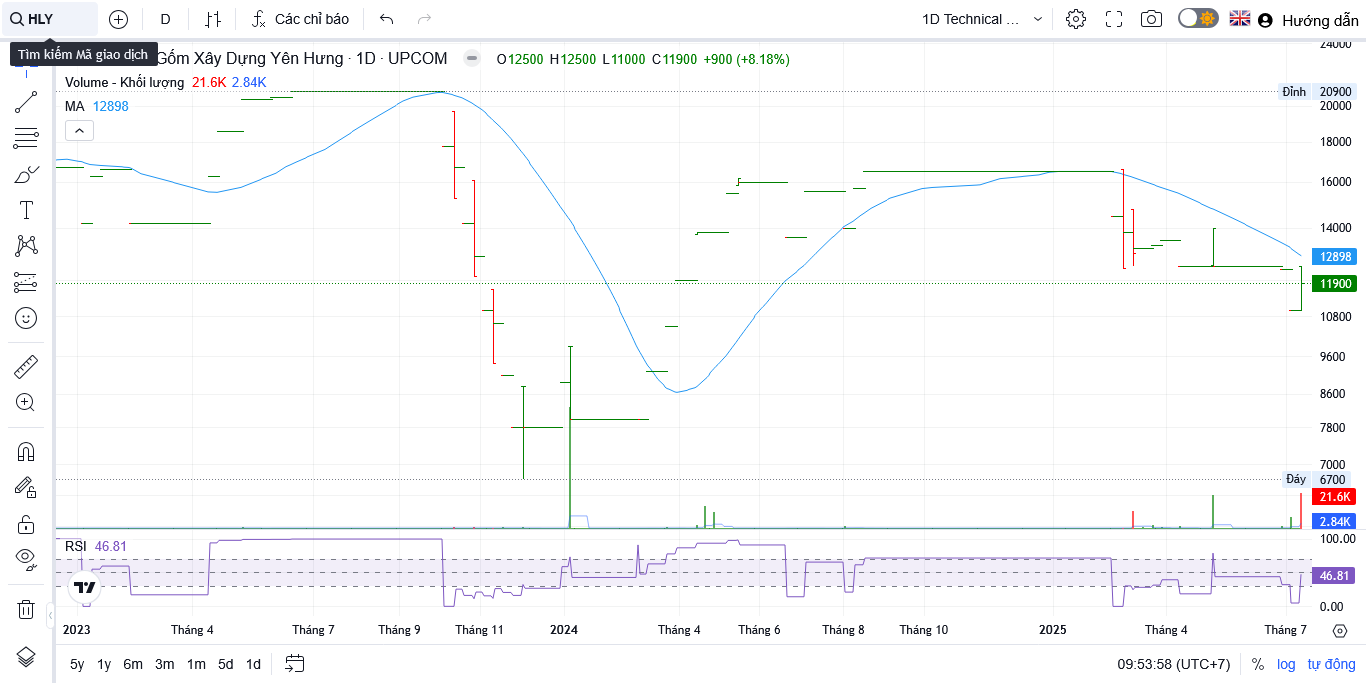 HLY
D
Các chỉ báo
1D Technical ...
Hướng dẫn
Tìm kiếm Mã giao dịch
Gốm Xây Dựng Yên Hưng · 1D · UPCOM
O12500 H12500 L11000 C11900 +900 (+8.18%)
Volume - Khối lượng 21.6K 2.84K
MA 12898
24000
Đỉnh 20900
20000
18000
16000
14000
12898
11900
10800
9600
8600
7800
7000
Đáy 6700
21.6K
2.84K
RSI 46.81
100.00
46.81
0.00
2023 Tháng 4 Tháng 7 Tháng 9 Tháng 11 2024 Tháng 4 Tháng 6 Tháng 8 Tháng 10 2025 Tháng 4 Tháng 7
5y 1y 6m 3m 1m 5d 1d
09:53:58 (UTC+7) % log tự động